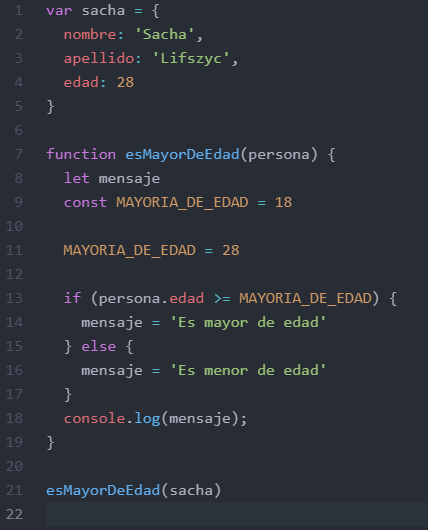 1 var sacha = {
2 nombre: 'Sacha',
3 apellido: 'Lifszyc',
4 edad: 28
5 }
6
7 function esMayorDeEdad(persona) {
8 let mensaje
9 const MAYORIA_DE_EDAD = 18
10
11 MAYORIA_DE_EDAD = 28
12
13 if (persona.edad >= MAYORIA_DE_EDAD) {
14 mensaje = 'Es mayor de edad'
15 } else {
16 mensaje = 'Es menor de edad'
17 }
18 console.log(mensaje);
19 }
20
21 esMayorDeEdad(sacha)
22